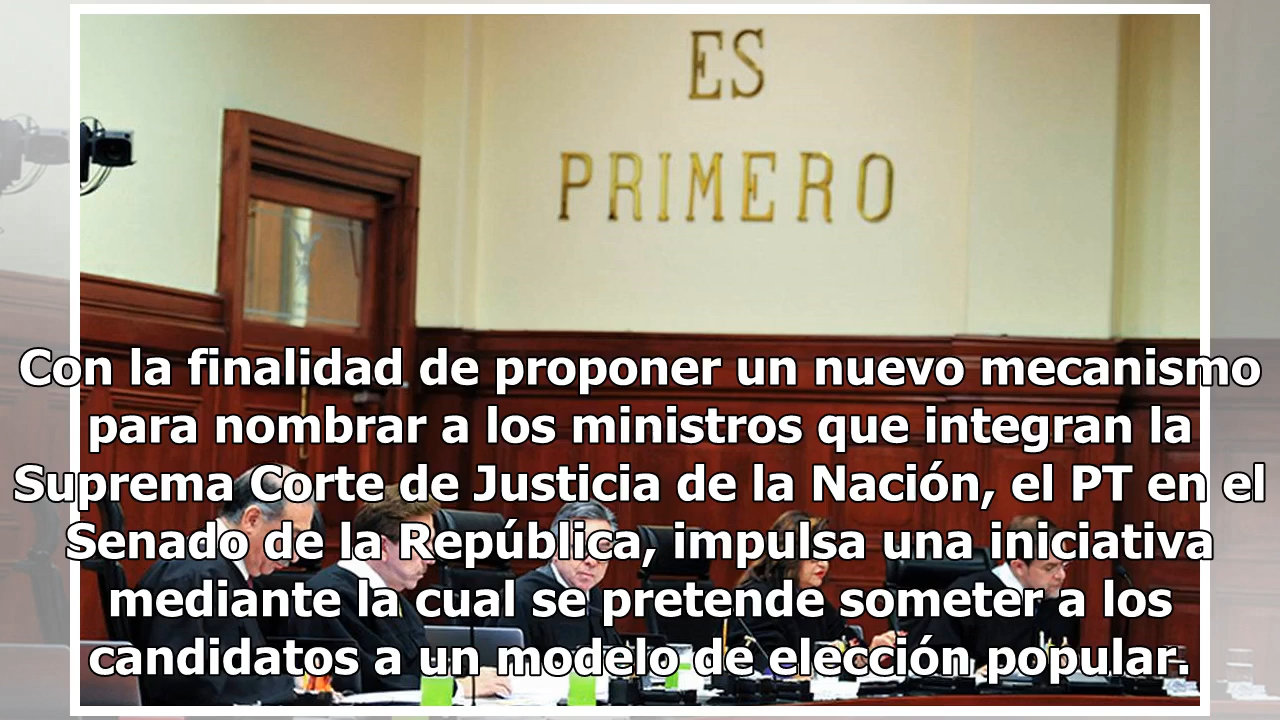 ES
PRIMERO
Con la finalidad de proponer un nuevo mecanismo
para nombrar a los ministros que integran la
Suprema Corte de Justicia de la Nación, el PT en el
Senado de la República, impulsa una iniciativa
mediante la cual se pretende someter a los
candidatos a un modelo de elección popular.